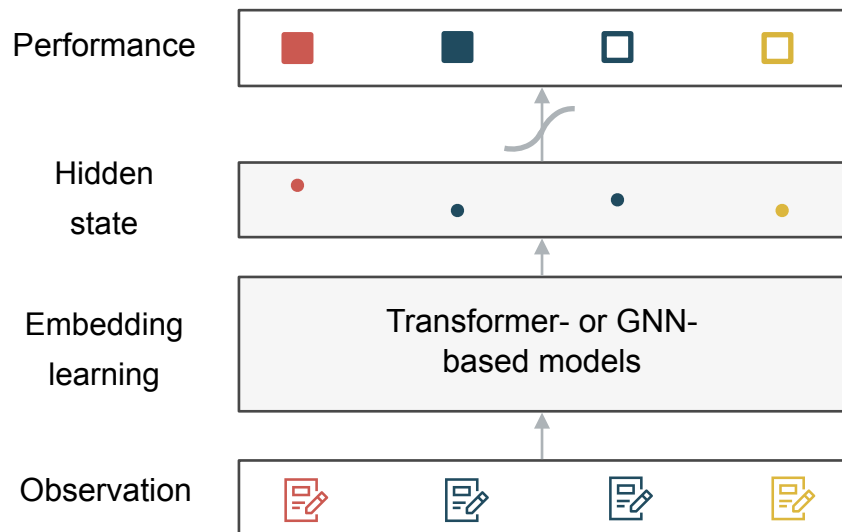 Performance
Hidden
state
Embedding
learning
Transformer- or GNN-
based models
Observation